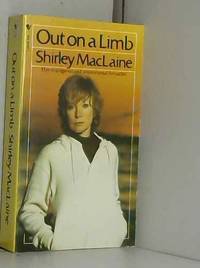 Out on a Limb
Shirley MacLaine
Out on a Limb Shirley MacLaine